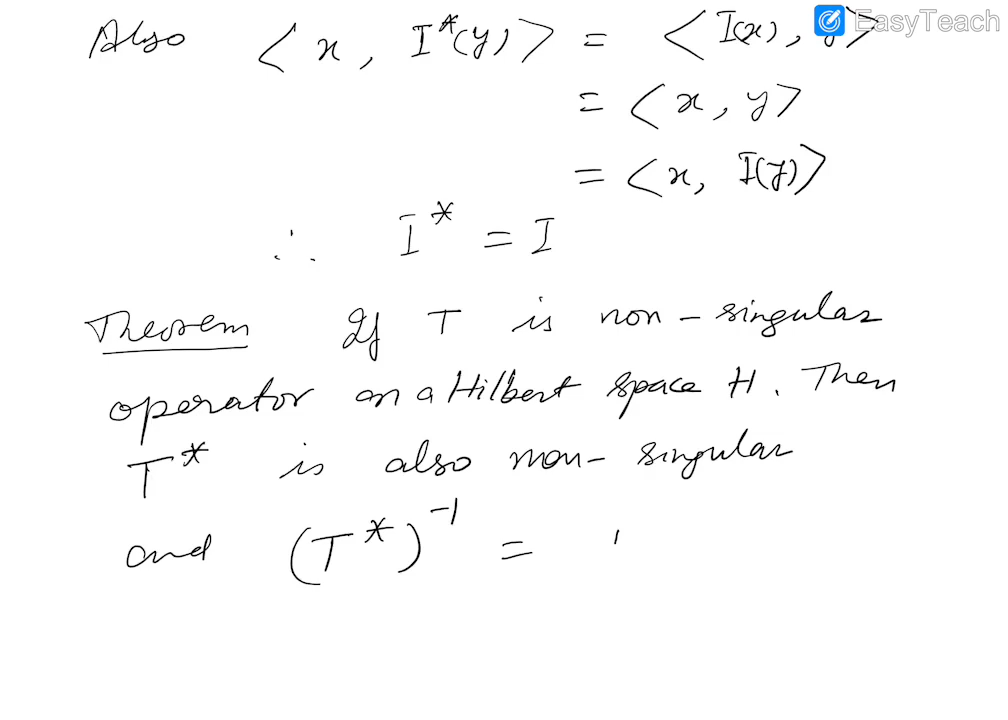 Also < x, I*(y) > = < I(x), y >
= < x, y >
= < x, I(y) >
∴ I* = I
Theorem If T is non-singular
operator on a Hilbert space H. Then
T* is also non-singular
and (T*)⁻¹ =
EasyTeach